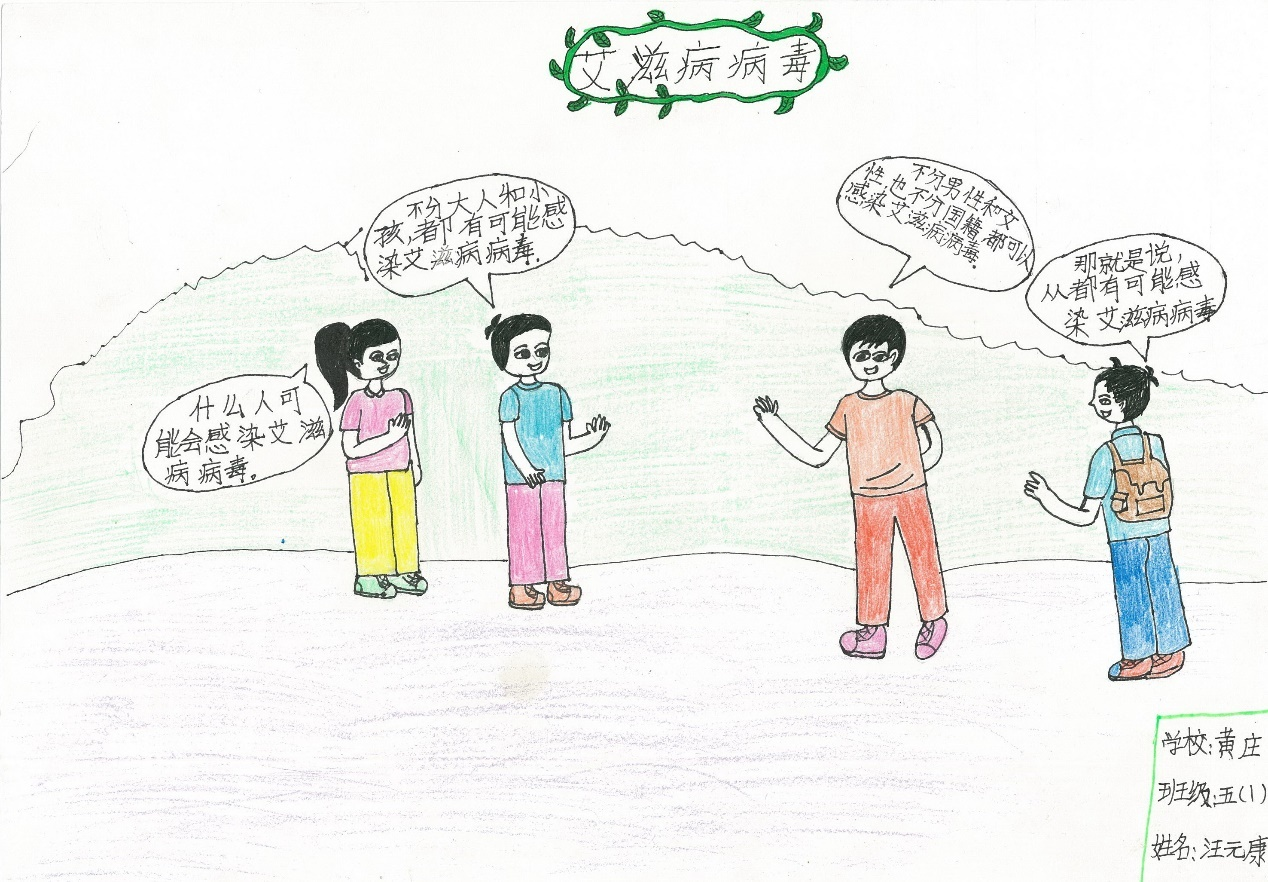 艾滋病病毒
什么人可
能会感染艾滋
病病毒。
不分大人和小
孩,都有可能感
染艾滋病病毒.
不分男性和女
性也不分国籍都可以
感染艾滋病病毒.
那就是说,
从都有可能感
染艾滋病病毒
学校:黄庄
班级:五(1)
姓名:汪元康